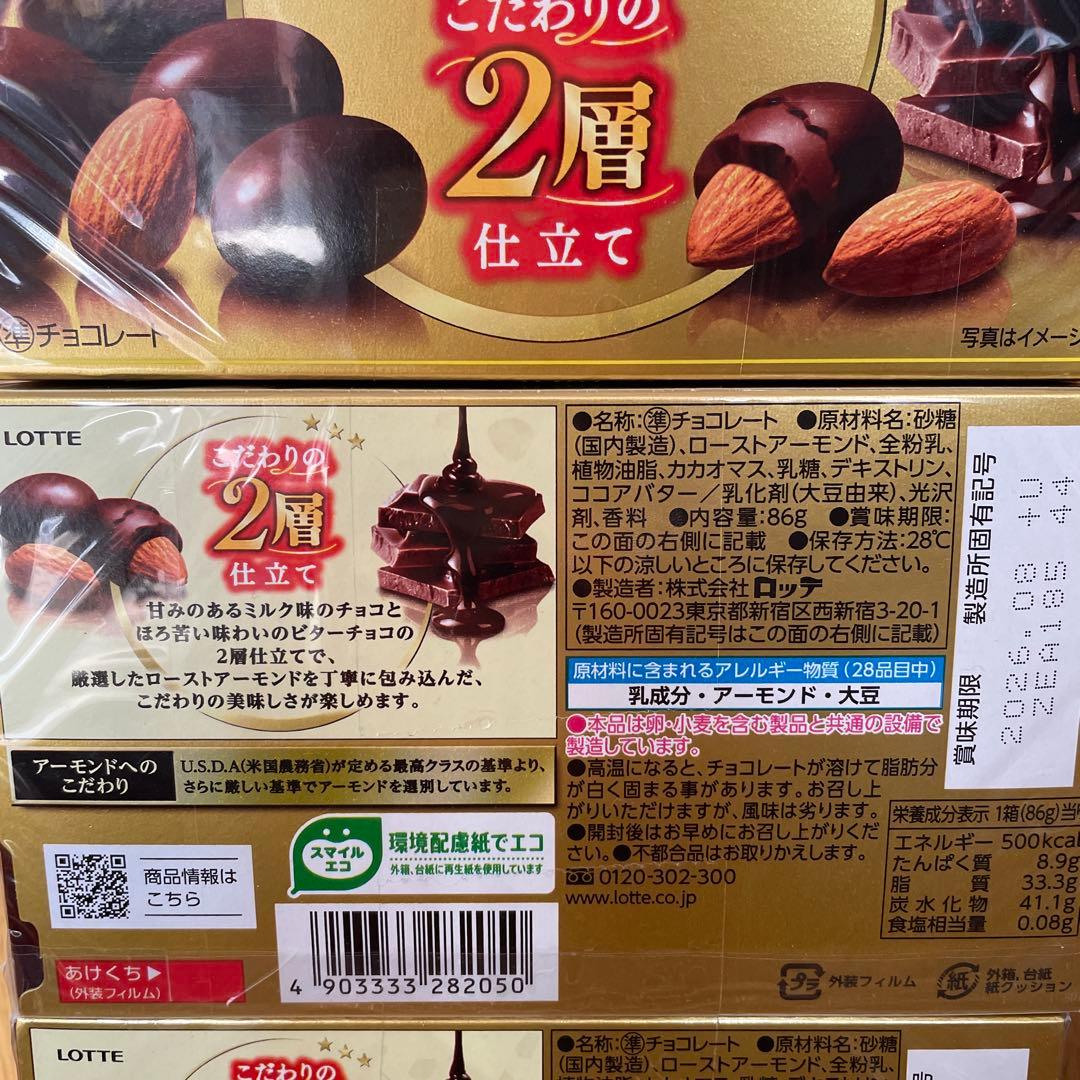 こだわりの
2層
仕立て
準チョコレート
写真はイメージ
LOTTE
こだわりの
2層
仕立て
甘みのあるミルク味のチョコと
ほろ苦い味わいのビターチョコの
2層仕立てで、
厳選したローストアーモンドを丁寧に包み込んだ、
こだわりの美味しさが楽しめます。
アーモンドへの
こだわり
U.S.D.A(米国農務省)が定める最高クラスの基準より、
さらに厳しい基準でアーモンドを選別しています。
商品情報は
こちら
スマイル
エコ
環境配慮紙でエコ
外箱、台紙に再生紙を使用しています
あけくち▶
(外装フィルム)
4 903333 282050
●名称:準チョコレート ●原材料名:砂糖
(国内製造)、ローストアーモンド、全粉乳、
植物油脂、カカオマス、乳糖、デキストリン、
ココアバター/乳化剤(大豆由来)、光沢
剤、香料 ●内容量:86g ●賞味期限:
この面の右側に記載 ●保存方法:28℃
以下の涼しいところに保存してください。
●製造者:株式会社ロッテ
〒160-0023東京都新宿区西新宿3-20-1
(製造所固有記号はこの面の右側に記載)
原材料に含まれるアレルギー物質(28品目中)
乳成分・アーモンド・大豆
●本品は卵・小麦を含む製品と共通の設備で
製造しています。
●高温になると、チョコレートが溶けて脂肪分
が白く固まる事があります。お召し上
がりいただけますが、風味は劣ります。
●開封後はお早めにお召し上がりくだ
さい。●不都合品はお取りかえします。
0120-302-300
www.lotte.co.jp
賞味期限 製造所固有記号
2026.08 +U
ZEA185 44
栄養成分表示 1箱(86g)当
エネルギー 500kcal
たんぱく質 8.9g
脂質 33.3g
炭水化物 41.1g
食塩相当量 0.08g
プラ 外装フィルム
紙 外箱、台紙
紙クッション
LOTTE
こだわりの
●名称:準チョコレート ●原材料名:砂糖
(国内製造)、ローストアーモンド、全粉乳、
号